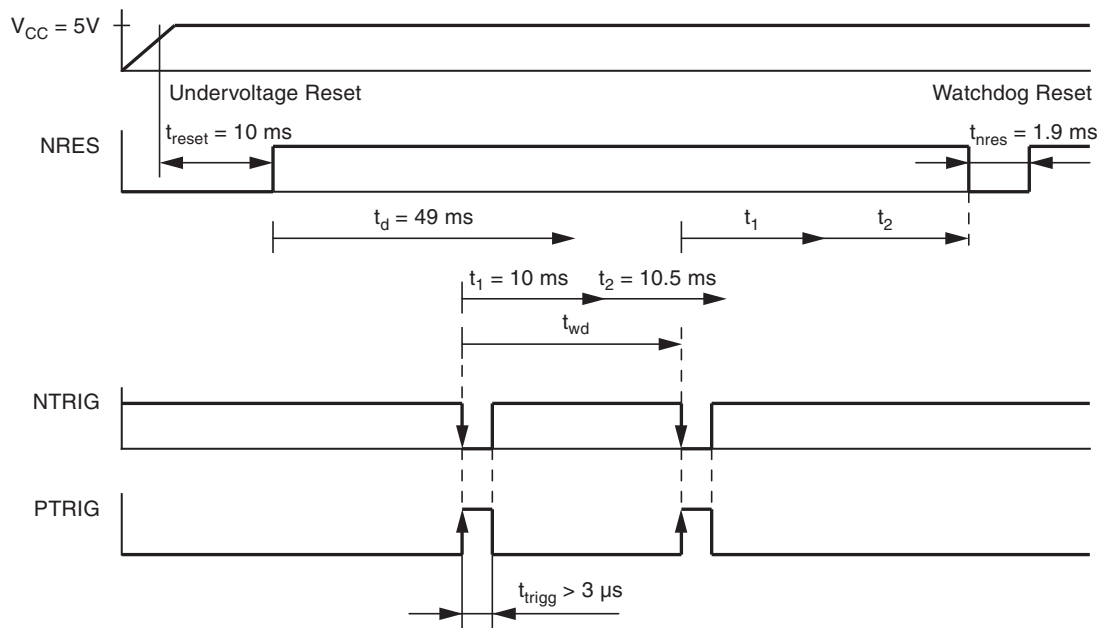 V_CC = 5V
Undervoltage Reset
Watchdog Reset
t_reset = 10 ms
t_nres = 1.9 ms
NRES
t_d = 49 ms
t_1
t_2
t_1 = 10 ms
t_2 = 10.5 ms
t_wd
NTRIG
PTRIG
t_trigg > 3 µs